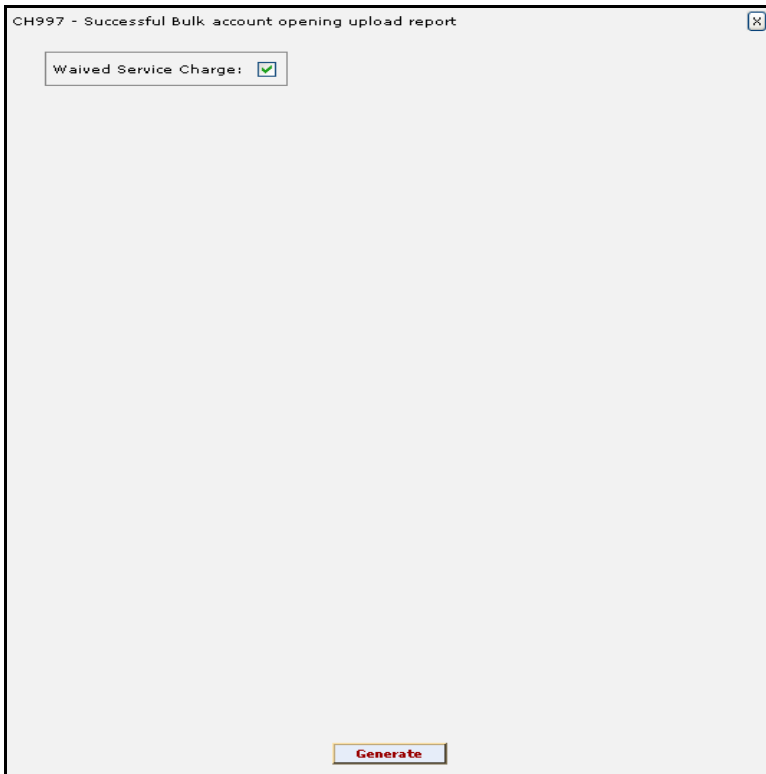 CH997 - Successful Bulk account opening upload report
Waived Service Charge:
Generate